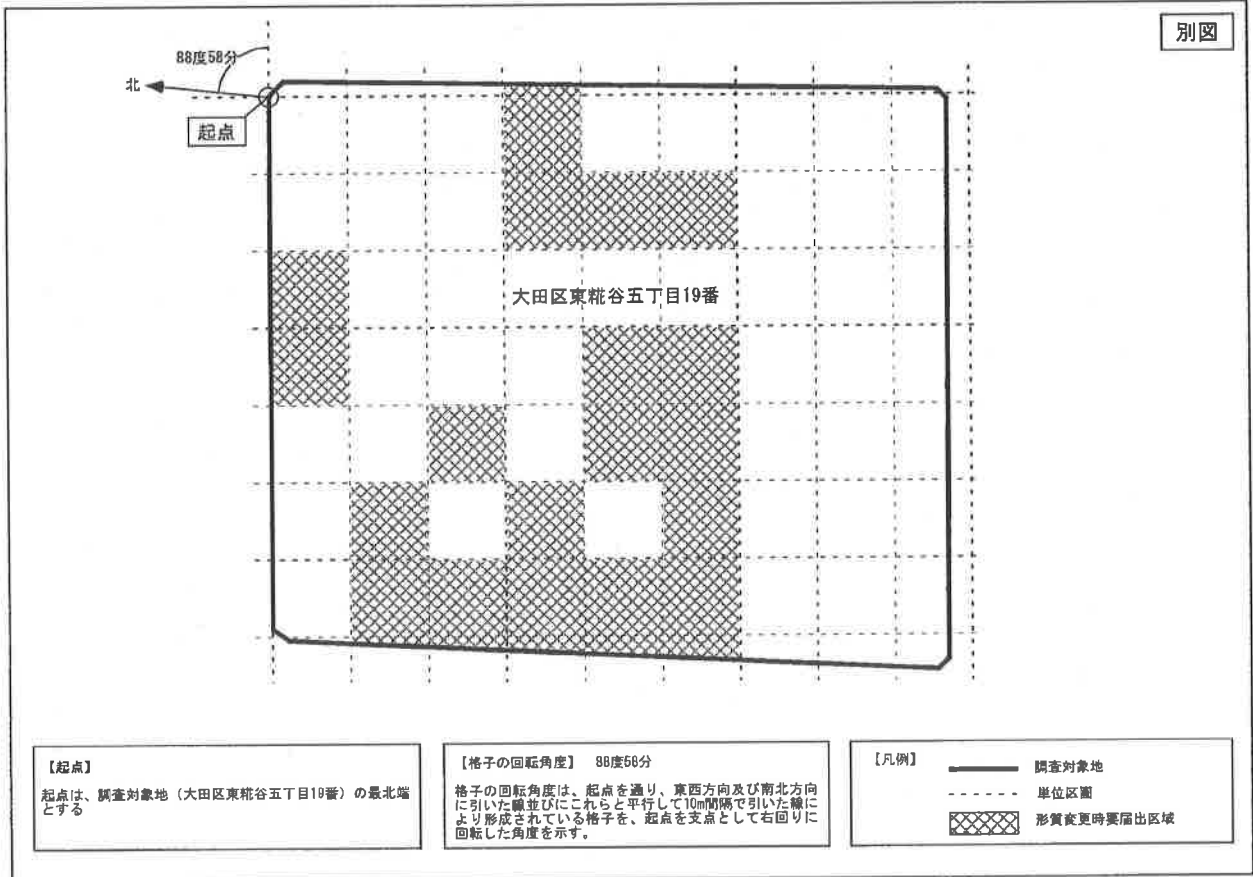 別図
88度58分
北
起点
大田区東糀谷五丁目19番
【起点】
起点は、調査対象地（大田区東糀谷五丁目19番）の最北端
とする
【格子の回転角度】 88度58分
格子の回転角度は、起点を通り、東西方向及び南北方向
に引いた線並びにこれらと平行して10m間隔で引いた線に
より形成されている格子を、起点を支点として右回りに
回転した角度を示す。
【凡例】
調査対象地
単位区画
形質変更時要届出区域